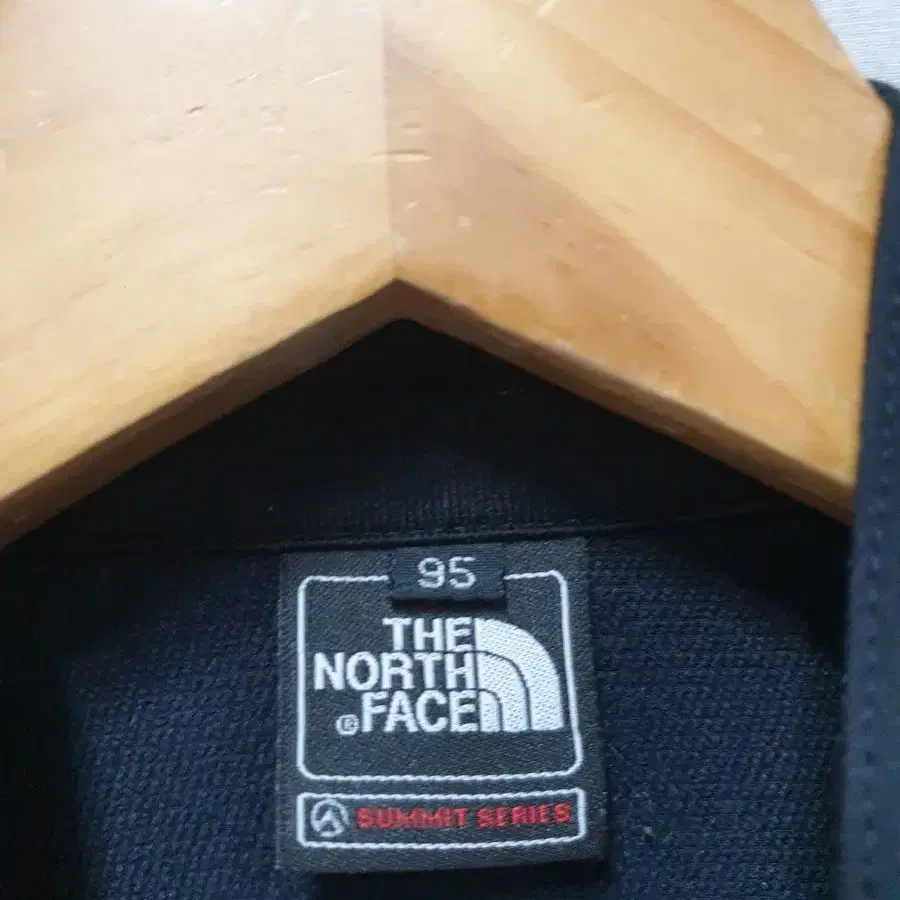 95
THE
NORTH
®FACE
SUMMIT SERIES